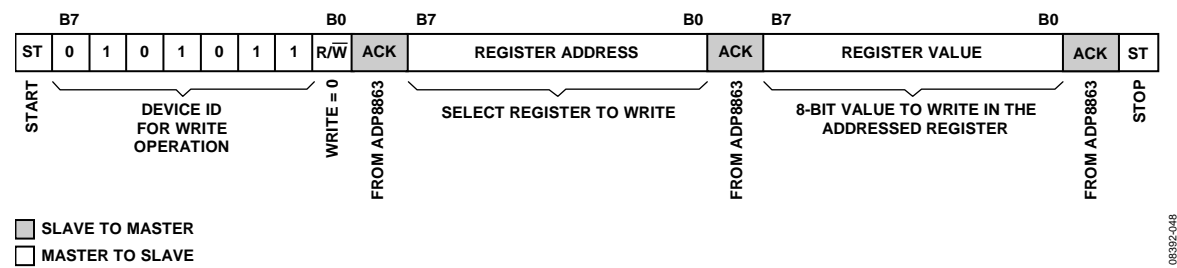 B7 B0 B7 B0 B7 B0
ST 0 1 0 1 0 1 1 R/W̅ ACK REGISTER ADDRESS ACK REGISTER VALUE ACK ST
START
DEVICE ID
FOR WRITE
OPERATION
WRITE = 0
FROM ADP8863
SELECT REGISTER TO WRITE
FROM ADP8863
8-BIT VALUE TO WRITE IN THE
ADDRESSED REGISTER
FROM ADP8863
STOP
SLAVE TO MASTER
MASTER TO SLAVE
08392-048